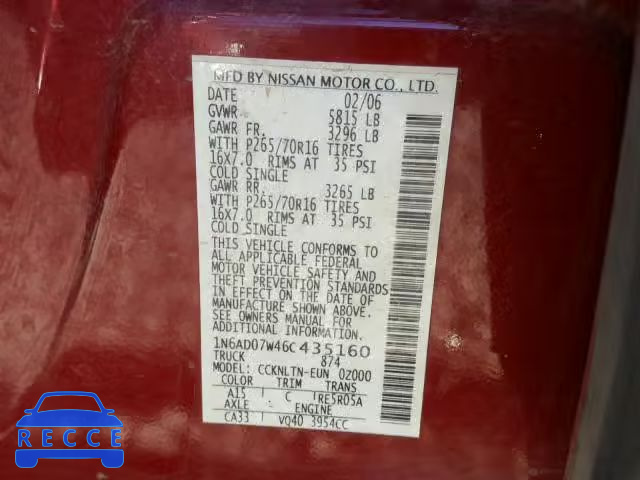 MFD BY NISSAN MOTOR CO., LTD.
DATE 02/06
GVWR 5815 LB
GAWR FR. 3296 LB
WITH P265/70R16 TIRES
16X7.0 RIMS AT 35 PSI
COLD SINGLE
GAWR RR 3265 LB
WITH P265/70R16 TIRES
16X7.0 RIMS AT 35 PSI
COLD SINGLE
THIS VEHICLE CONFORMS TO
ALL APPLICABLE FEDERAL
MOTOR VEHICLE SAFETY AND
THEFT PREVENTION STANDARDS
IN EFFECT ON THE DATE OF
MANUFACTURE SHOWN ABOVE.
SEE OWNERS MANUAL FOR
ADDITIONAL INFORMATION.
1N6AD07W46C435160
TRUCK 874
MODEL: CCKNLTN-EUN 0Z000
COLOR TRIM TRANS
A15 C RE5R05A
AXLE ENGINE
CA33 VQ40 3954CC
RECCE